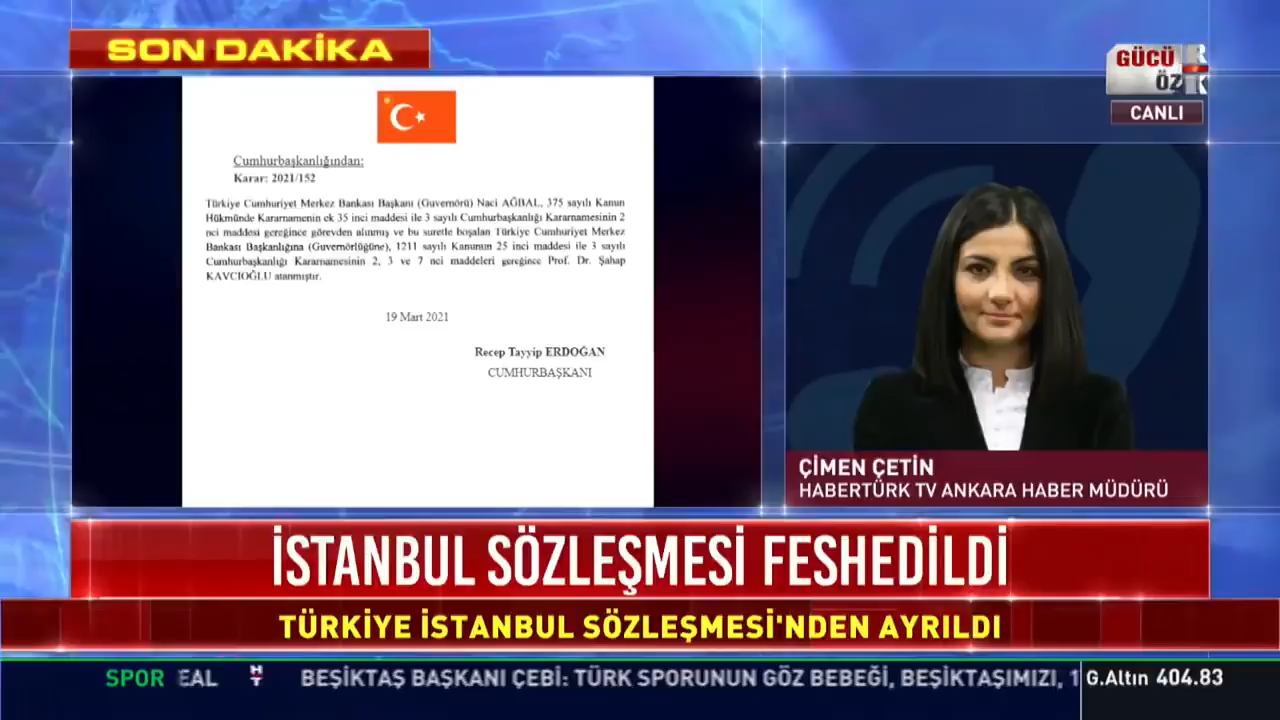 SON DAKİKA
GÜCÜ
ÖZ
CANLI
Cumhurbaşkanlığından:
Karar: 2021/152
Türkiye Cumhuriyet Merkez Bankası Başkanı (Guvernörü) Naci AĞBAL, 375 sayılı Kanun
Hükmünde Kararnamenin ek 35 inci maddesi ile 3 sayılı Cumhurbaşkanlığı Kararnamesinin 2
nci maddesi gereğince görevden alınmış ve bu suretle boşalan Türkiye Cumhuriyet Merkez
Bankası Başkanlığına (Guvernörlüğüne), 1211 sayılı Kanunun 25 inci maddesi ile 3 sayılı
Cumhurbaşkanlığı Kararnamesinin 2, 3 ve 7 nci maddeleri gereğince Prof. Dr. Şahap
KAVCIOĞLU atanmıştır.
19 Mart 2021
Recep Tayyip ERDOĞAN
CUMHURBAŞKANI
ÇİMEN ÇETİN
HABERTÜRK TV ANKARA HABER MÜDÜRÜ
İSTANBUL SÖZLEŞMESİ FESHEDİLDİ
TÜRKİYE İSTANBUL SÖZLEŞMESİ'NDEN AYRILDI
SPOR EAL BEŞİKTAŞ BAŞKANI ÇEBİ: TÜRK SPORUNUN GÖZ BEBEĞİ, BEŞİKTAŞIMIZI, 1 G.Altın 404.83